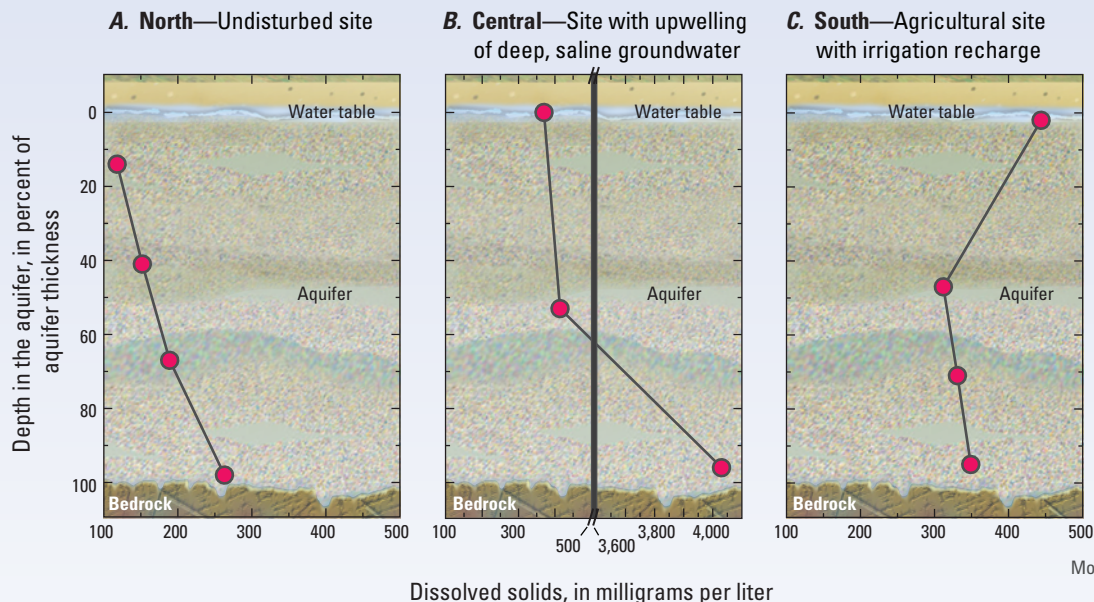 A. North—Undisturbed site
B. Central—Site with upwelling
of deep, saline groundwater
C. South—Agricultural site
with irrigation recharge
Depth in the aquifer, in percent of
aquifer thickness
0
20
40
60
80
100
Water table
Bedrock
100
200
300
400
500
Water table
Aquifer
Bedrock
100
300
500
3,600
3,800
4,000
Water table
Aquifer
Bedrock
100
200
300
400
500
Aquifer
Mo
Dissolved solids, in milligrams per liter